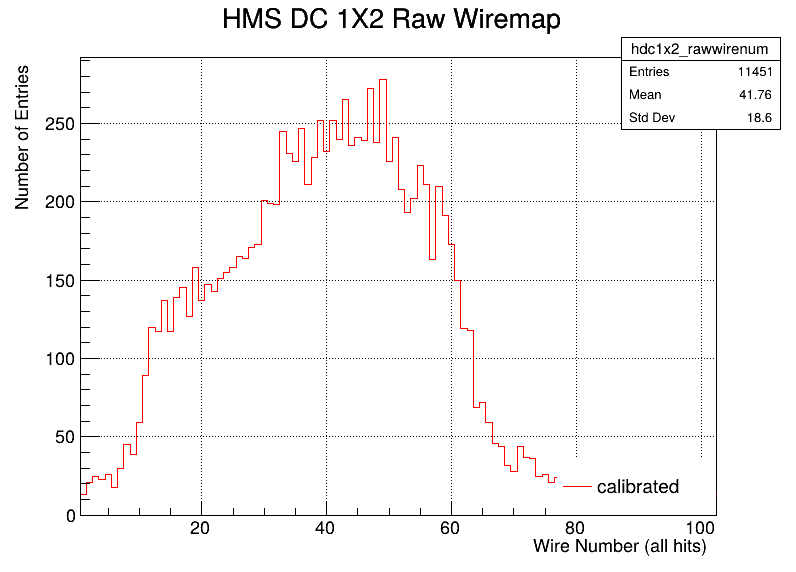 HMS DC 1X2 Raw Wiremap
hdc1x2_rawwirenum
Entries 11451
Mean 41.76
Std Dev 18.6
Number of Entries
250
200
150
100
50
0
calibrated
20 40 60 80 100
Wire Number (all hits)